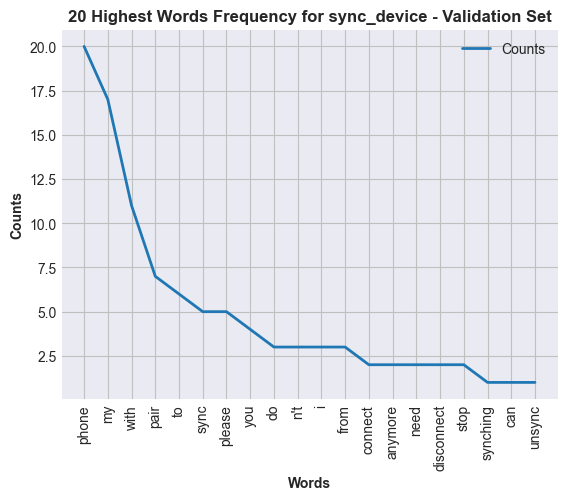 20 Highest Words Frequency for sync_device - Validation Set
Counts
20.0
17.5
15.0
12.5
10.0
7.5
5.0
2.5
Counts
phone
my
with
pair
to
sync
please
you
do
n't
i
from
connect
anymore
need
disconnect
stop
synching
can
unsync
Words